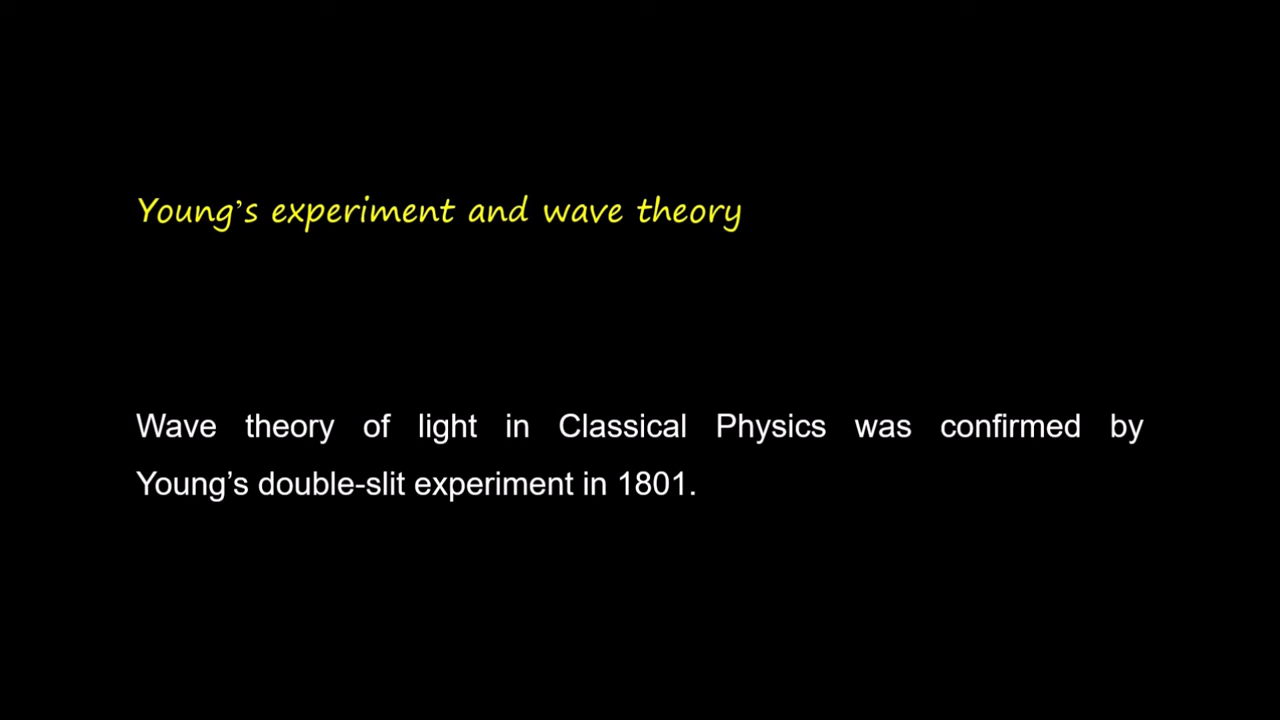 Young’s experiment and wave theory
Wave theory of light in Classical Physics was confirmed by
Young’s double-slit experiment in 1801.